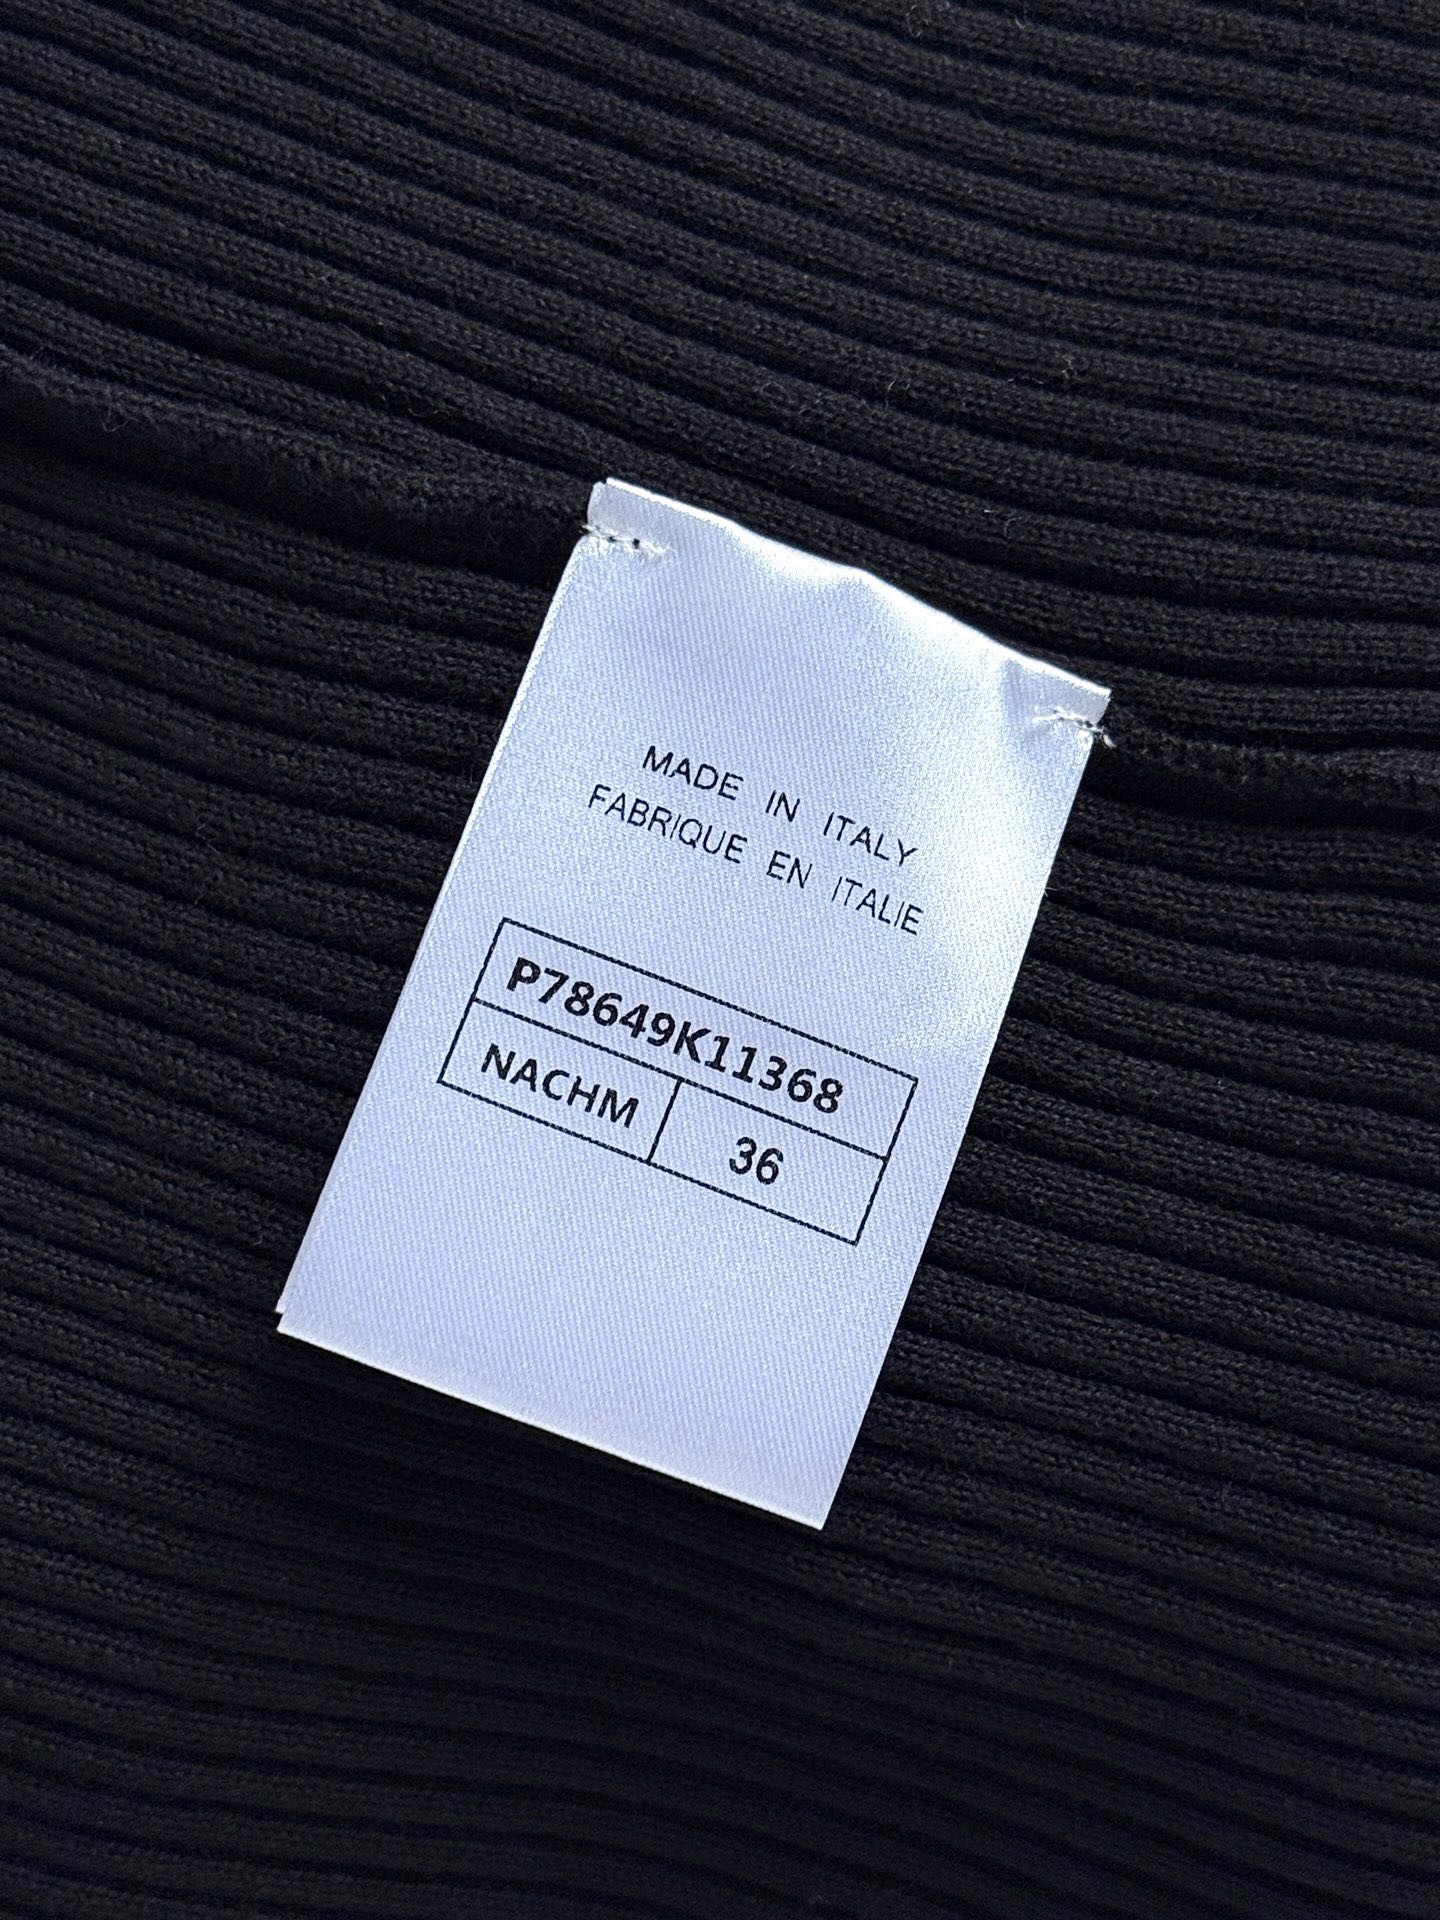 MADE IN ITALY
FABRIQUE EN ITALIE
P78649K11368
NACHM 36